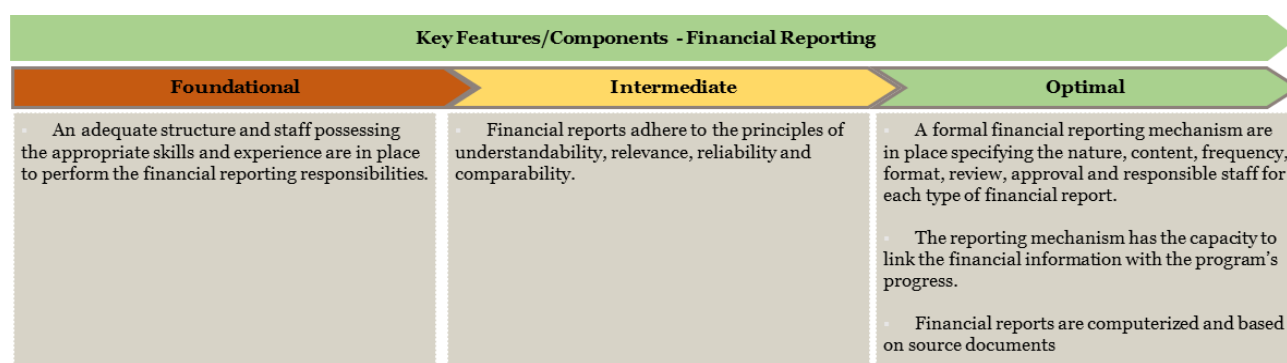 Key Features/Components - Financial Reporting
Foundational
Intermediate
Optimal
An adequate structure and staff possessing
the appropriate skills and experience are in place
to perform the financial reporting responsibilities.
Financial reports adhere to the principles of
understandability, relevance, reliability and
comparability.
A formal financial reporting mechanism are
in place specifying the nature, content, frequency,
format, review, approval and responsible staff for
each type of financial report.
The reporting mechanism has the capacity to
link the financial information with the program's
progress.
Financial reports are computerized and based
on source documents